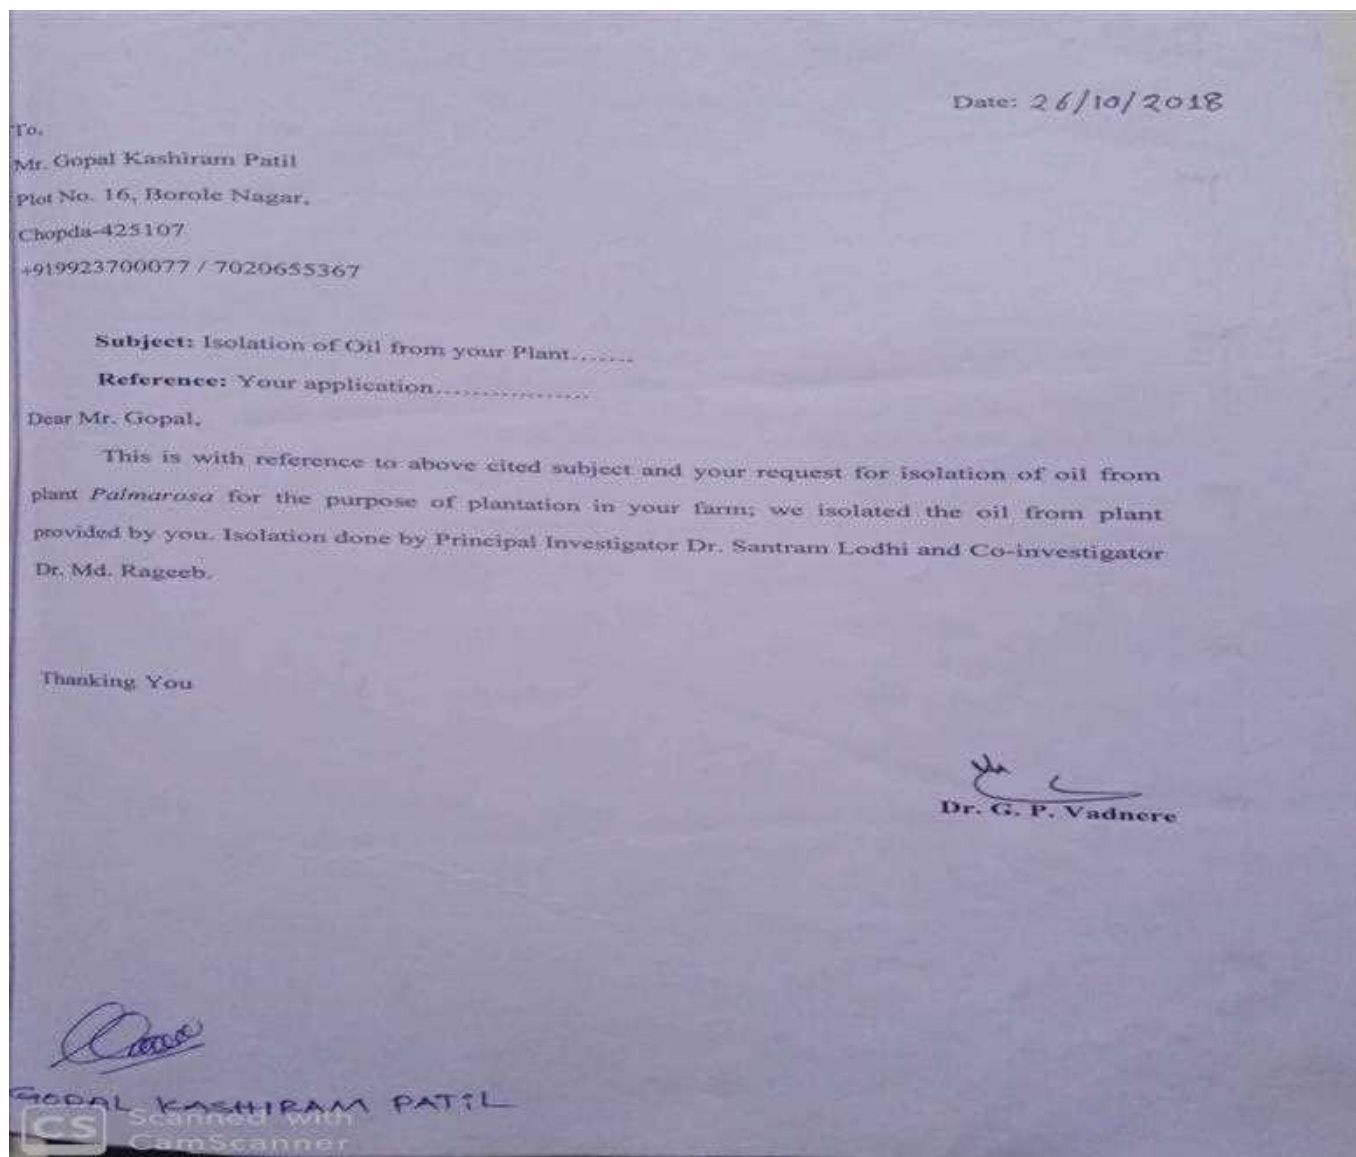 Date: 26/10/2018
To,
Mr. Gopal Kashiram Patil
Plot No. 16, Borole Nagar,
Chopda-425107
+919923700077 / 7020655367
Subject: Isolation of Oil from your Plant.......
Reference: Your application.................
Dear Mr. Gopal,
This is with reference to above cited subject and your request for isolation of oil from
plant Palmarosa for the purpose of plantation in your farm; we isolated the oil from plant
provided by you. Isolation done by Principal Investigator Dr. Santram Lodhi and Co-investigator
Dr. Md. Rageeb.
Thanking You
Dr. G. P. Vadnere
GOPAL KASHIRAM PATIL
CS Scanned with
CamScanner